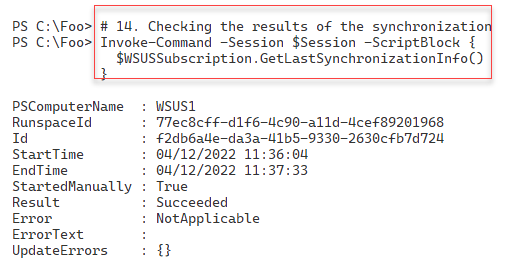 PS C:\Foo> # 14. Checking the results of the synchronization
PS C:\Foo> Invoke-Command -Session $Session -ScriptBlock {
$WSUSSubscription.GetLastSynchronizationInfo()
}
PSComputerName : WSUS1
RunspaceId : 77ec8cff-d1f6-4c90-a11d-4cef89201968
Id : f2db6a4e-da3a-41b5-9330-2630cfb7d724
StartTime : 04/12/2022 11:36:04
EndTime : 04/12/2022 11:37:33
StartedManually : True
Result : Succeeded
Error : NotApplicable
ErrorText :
UpdateErrors : {}